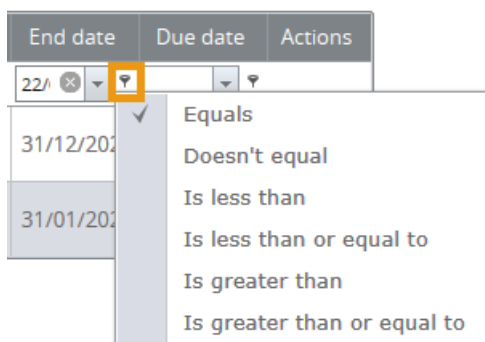 End date Due date Actions
22/
Equals
31/12/202
Doesn't equal
Is less than
31/01/202
Is less than or equal to
Is greater than
Is greater than or equal to